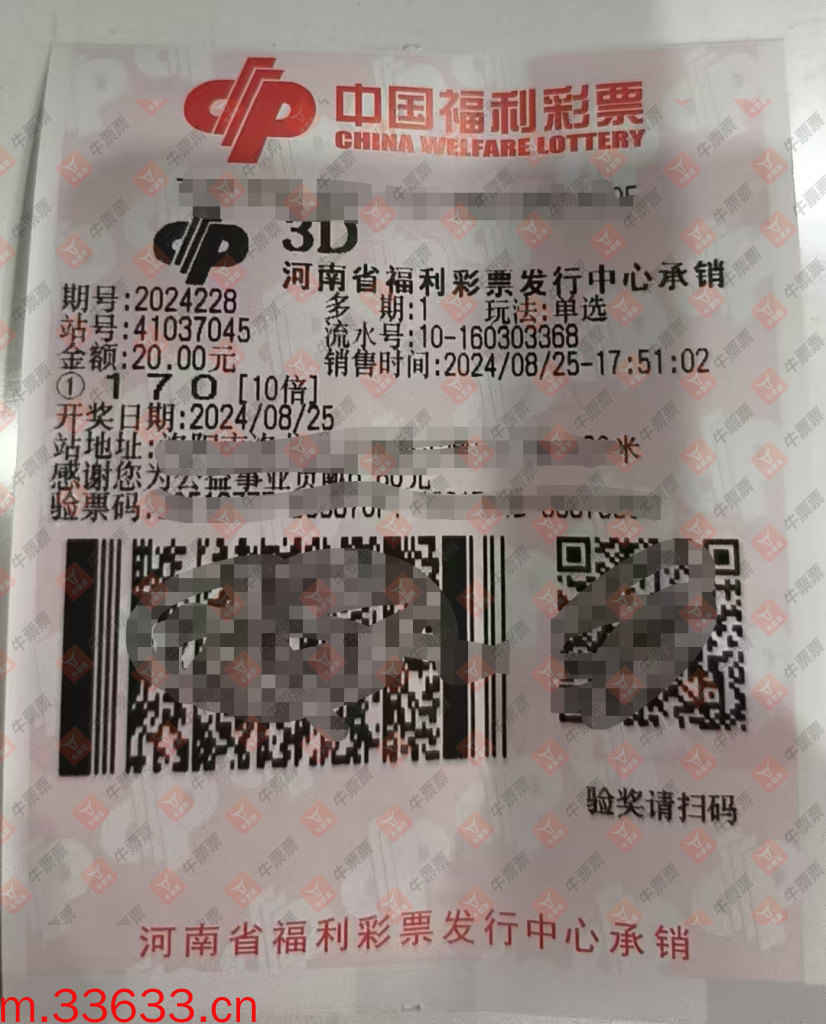 中国福利彩票
CHINA WELFARE LOTTERY
3D
河南省福利彩票发行中心承销
期号:2024228 多 期:1 玩法:单选
站号:41037045 流水号:10-160303368
金额:20.00元 销售时间:2024/08/25-17:51:02
① 1 7 0 [10倍]
开奖日期:2024/08/25
站地址: 米
感谢您为公益事业贡献 元
验票码:
验奖请扫码
河南省福利彩票发行中心承销
牛票票
m.33633.cn